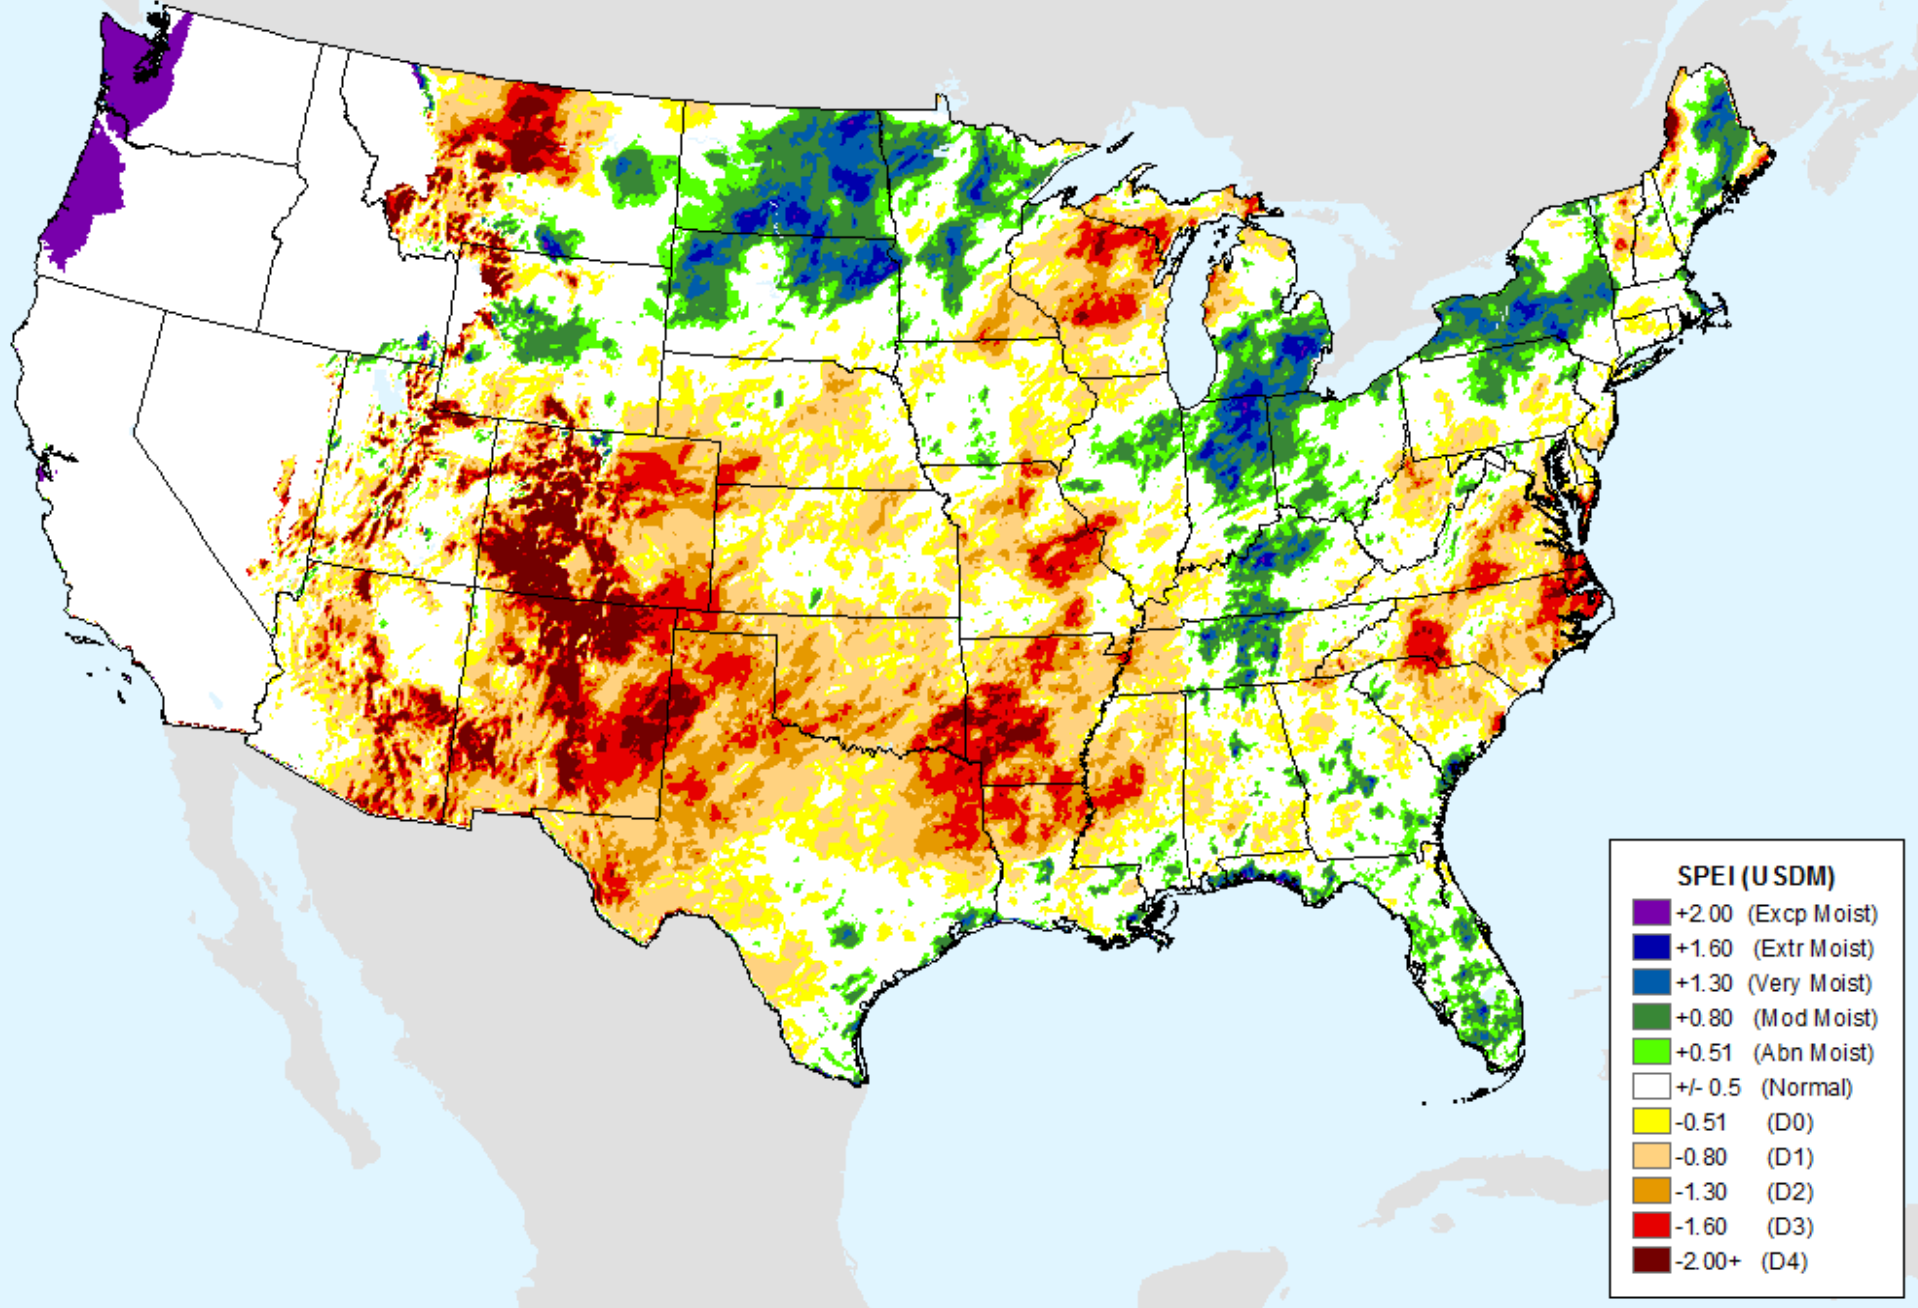 SPEI (USDM)
+2.00 (Excp Moist)
+1.60 (Extr Moist)
+1.30 (Very Moist)
+0.80 (Mod Moist)
+0.51 (Abn Moist)
+/- 0.5 (Normal)
-0.51 (D0)
-0.80 (D1)
-1.30 (D2)
-1.60 (D3)
-2.00+ (D4)